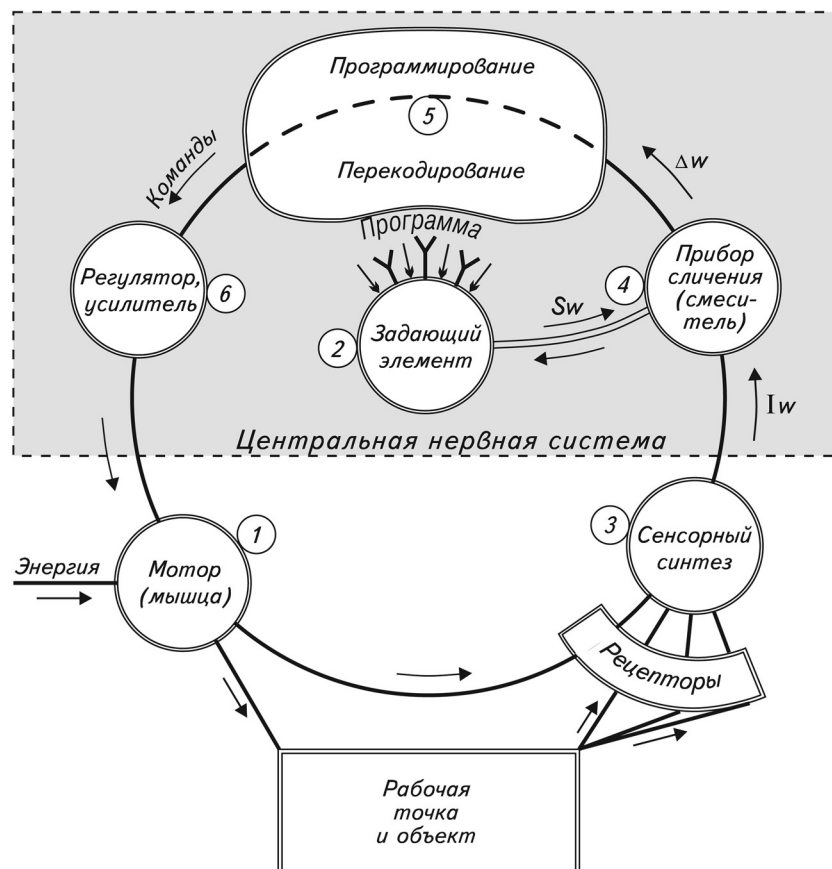 Программирование
5
Перекодирование
Команды
Δw
Программа
Регулятор,
усилитель
6
2
Задающий
элемент
Sw
4
Прибор
сличения
(смеси-
тель)
Iw
Центральная нервная система
Энергия
1
Мотор
(мышца)
3
Сенсорный
синтез
Рецепторы
Рабочая
точка
и объект